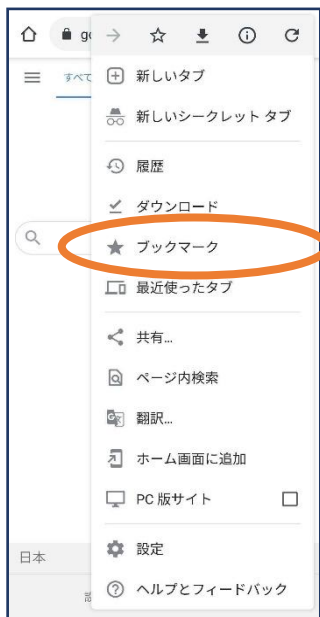 go
すべて
新しいタブ
新しいシークレット タブ
履歴
ダウンロード
ブックマーク
最近使ったタブ
共有...
ページ内検索
翻訳...
ホーム画面に追加
PC 版サイト
設定
日本
ヘルプとフィードバック